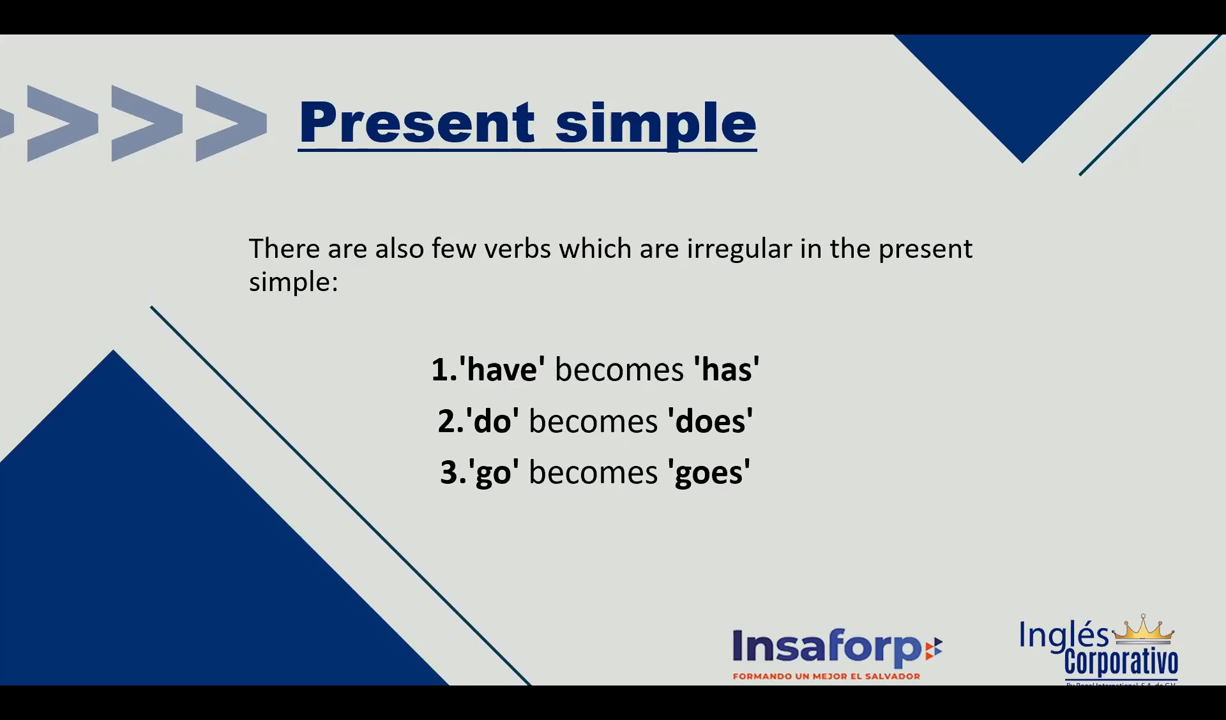 Present simple
There are also few verbs which are irregular in the present
simple:
1.'have' becomes 'has'
2.'do' becomes 'does'
3.'go' becomes 'goes'
Insaforp
FORMANDO UN MEJOR EL SALVADOR
Inglés
Corporativo